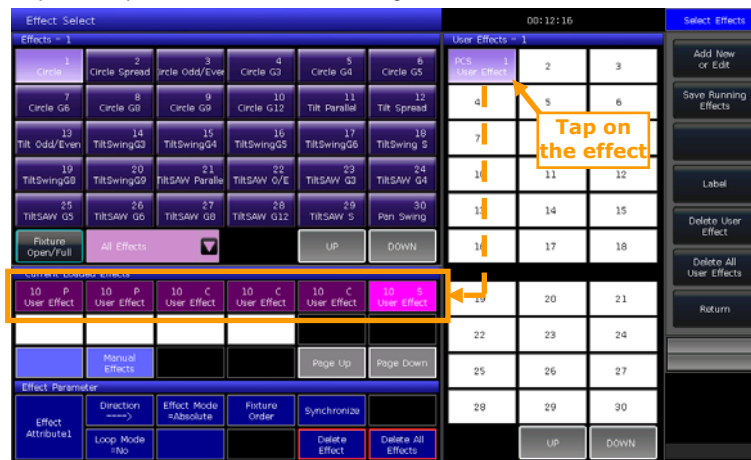 Effect Select
00:12:16
Select Effects
Effects - 1
User Effects - 1
1
Circle
2
Circle Spread
3
ircle Odd/Even
4
Circle G3
5
Circle G4
6
Circle G5
7
Circle G6
8
Circle G8
9
Circle G9
10
Circle G12
11
Tilt Parallel
12
Tilt Spread
13
Tilt Odd/Even
14
TiltSwingG3
15
TiltSwingG4
16
TiltSwingG5
17
TiltSwingG6
18
TiltSwing S
19
TiltSwingG8
20
TiltSwingG9
21
TiltSAW Paralle
22
TiltSAW O/E
23
TiltSAW G3
24
TiltSAW G4
25
TiltSAW G5
26
TiltSAW G6
27
TiltSAW G8
28
TiltSAW G12
29
TiltSAW S
30
Pan Swing
Fixture
Open/Full
All Effects
UP
DOWN
Current Loaded Effects
10 P
User Effect
10 P
User Effect
10 C
User Effect
10 C
User Effect
10 C
User Effect
10 S
User Effect
Manual
Effects
Page Up
Page Down
Effect Parameter
Effect
Attribute1
Direction
---->
Effect Mode
=Absolute
Fixture
Order
Synchronize
Loop Mode
=No
Delete
Effect
Delete All
Effects
PCS 1
User Effect
2
3
4
5
6
7
Tap on
the effect
10
11
12
13
14
15
16
17
18
19
20
21
22
23
24
25
26
27
28
29
30
UP
DOWN
Add New
or Edit
Save Running
Effects
Label
Delete User
Effect
Delete All
User Effects
Return